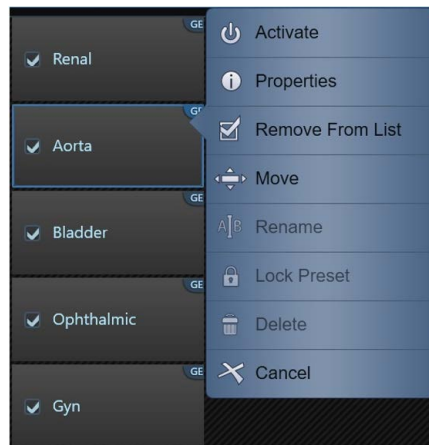 GE
Renal
GE
Aorta
GE
Bladder
GE
Ophthalmic
GE
Gyn
Activate
Properties
Remove From List
Move
A B Rename
Lock Preset
Delete
Cancel